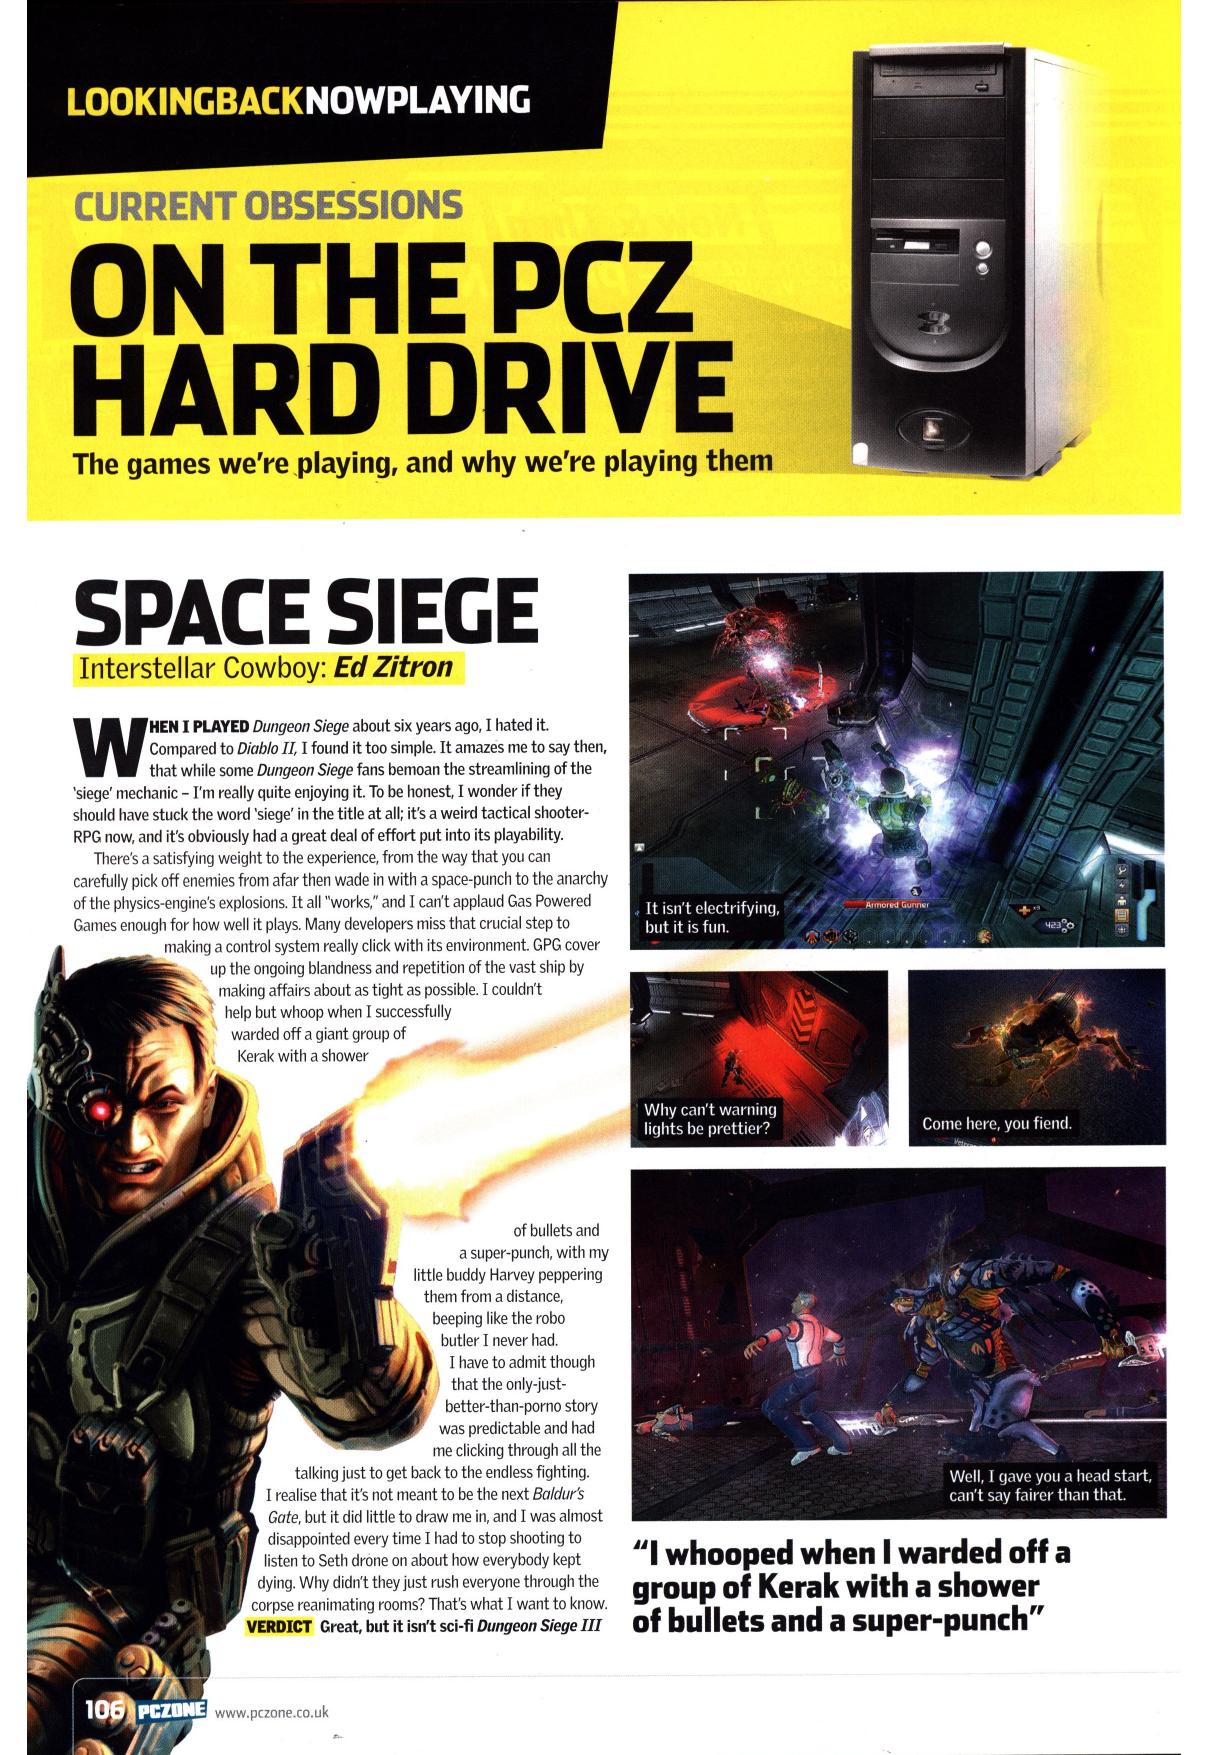 LOOKINGBACKNOWPLAYING
CURRENT OBSESSIONS
ON THE PCZ
HARD DRIVE
The games we're playing, and why we're playing them
SPACE SIEGE
Interstellar Cowboy: Ed Zitron
WHEN I PLAYED Dungeon Siege about six years ago, I hated it.
Compared to Diablo II, I found it too simple. It amazes me to say then,
that while some Dungeon Siege fans bemoan the streamlining of the
'siege' mechanic – I'm really quite enjoying it. To be honest, I wonder if they
should have stuck the word 'siege' in the title at all; it's a weird tactical shooter-
RPG now, and it's obviously had a great deal of effort put into its playability.
There's a satisfying weight to the experience, from the way that you can
carefully pick off enemies from afar then wade in with a space-punch to the anarchy
of the physics-engine's explosions. It all "works," and I can't applaud Gas Powered
Games enough for how well it plays. Many developers miss that crucial step to
making a control system really click with its environment. GPG cover
up the ongoing blandness and repetition of the vast ship by
making affairs about as tight as possible. I couldn't
help but whoop when I successfully
warded off a giant group of
Kerak with a shower
of bullets and
a super-punch, with my
little buddy Harvey peppering
them from a distance,
beeping like the robo
butler I never had.
I have to admit though
that the only-just-
better-than-porno story
was predictable and had
me clicking through all the
talking just to get back to the endless fighting.
I realise that it's not meant to be the next Baldur's
Gate, but it did little to draw me in, and I was almost
disappointed every time I had to stop shooting to
listen to Seth drone on about how everybody kept
dying. Why didn't they just rush everyone through the
corpse reanimating rooms? That's what I want to know.
VERDICT Great, but it isn't sci-fi Dungeon Siege III
It isn't electrifying,
but it is fun.
Armored Gunner
x3
423
Why can't warning
lights be prettier?
Come here, you fiend.
Well, I gave you a head start,
can't say fairer than that.
"I whooped when I warded off a
group of Kerak with a shower
of bullets and a super-punch"
106 PCZONE www.pczone.co.uk